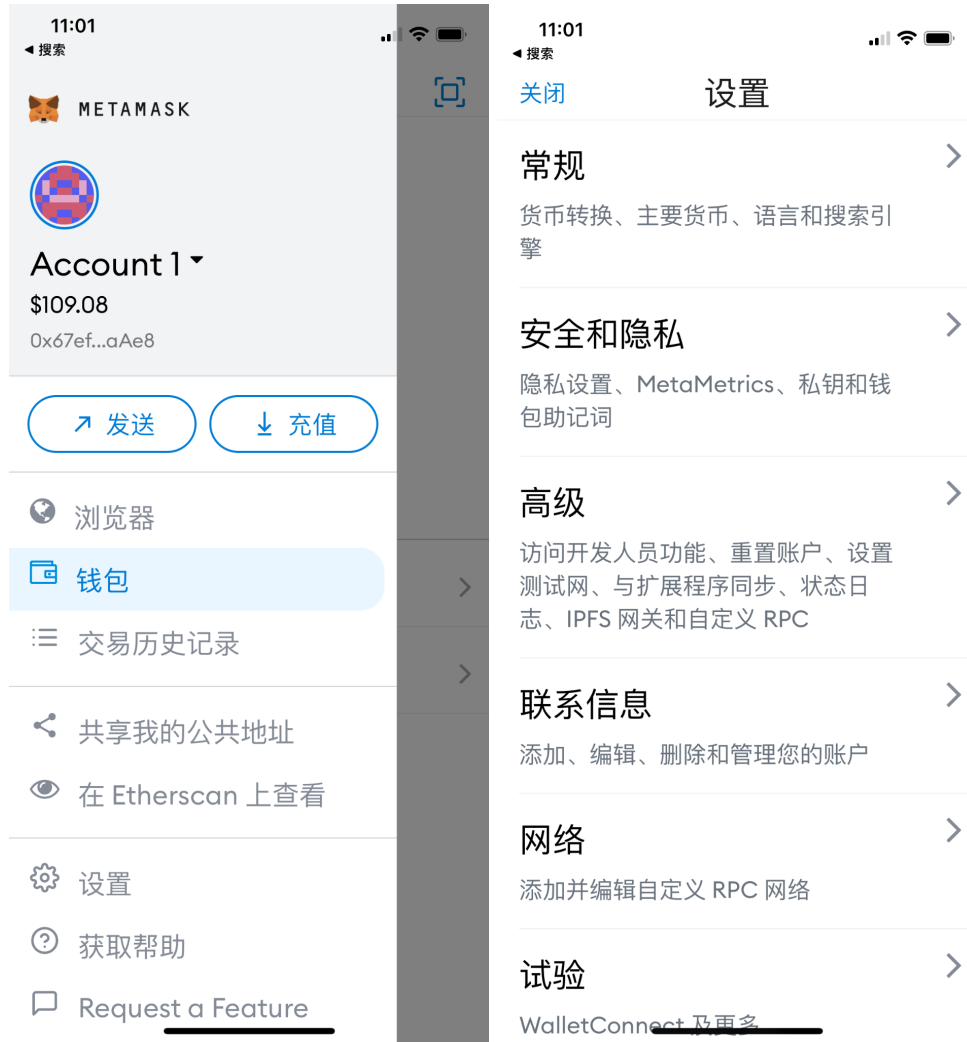 11:01
◀ 搜索
METAMASK
Account 1
$109.08
0x67ef...aAe8
发送
充值
浏览器
钱包
交易历史记录
共享我的公共地址
在 Etherscan 上查看
设置
获取帮助
Request a Feature
11:01
◀ 搜索
关闭
设置
常规
货币转换、主要货币、语言和搜索引
擎
安全和隐私
隐私设置、MetaMetrics、私钥和钱
包助记词
高级
访问开发人员功能、重置账户、设置
测试网、与扩展程序同步、状态日
志、IPFS 网关和自定义 RPC
联系信息
添加、编辑、删除和管理您的账户
网络
添加并编辑自定义 RPC 网络
试验
WalletConnect 及更多